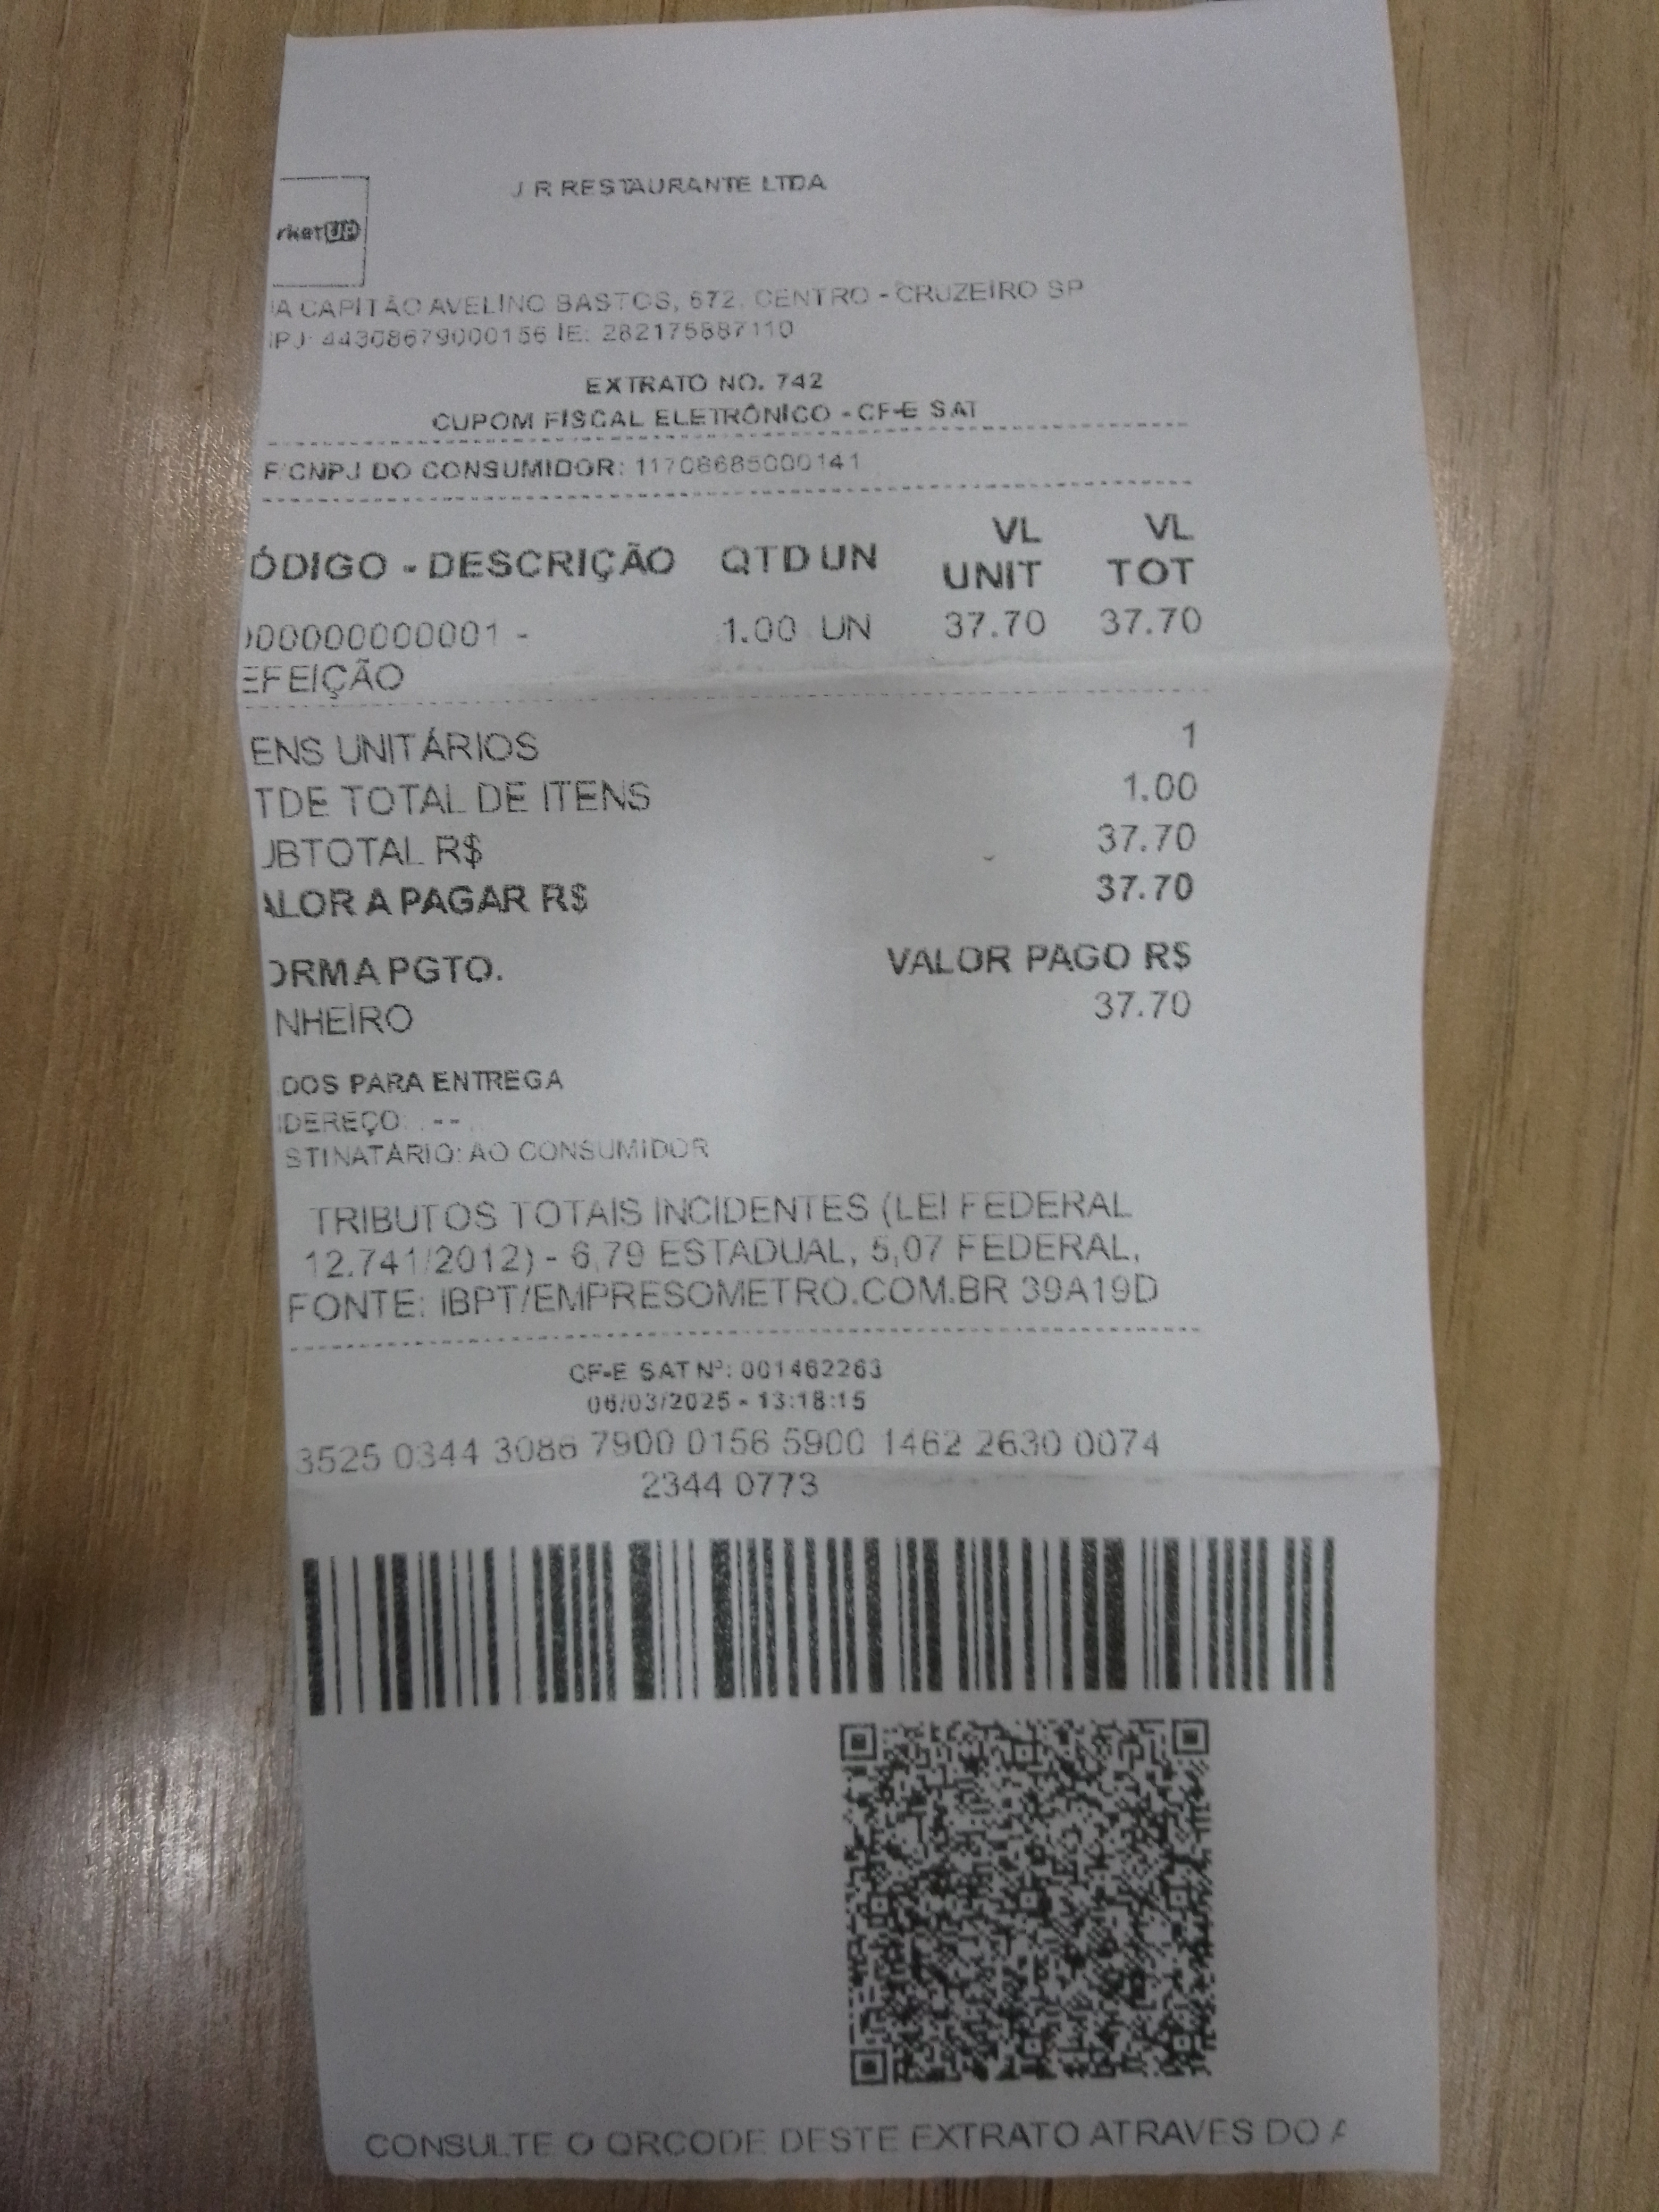 J R RESTAURANTE LTDA
rketUP
IA CAPITÃO AVELINO BASTOS, 672, CENTRO - CRUZEIRO SP
IPJ: 44308679000156 IE: 282175887110
EXTRATO NO. 742
CUPOM FISCAL ELETRÔNICO - CF-E SAT
F/CNPJ DO CONSUMIDOR: 11708685000141
ÓDIGO - DESCRIÇÃO QTD UN VL UNIT VL TOT
000000000001 - 1.00 UN 37.70 37.70
EFEIÇÃO
ENS UNITÁRIOS 1
TDE TOTAL DE ITENS 1.00
UBTOTAL R$ 37.70
ALOR A PAGAR R$ 37.70
ORMA PGTO. VALOR PAGO R$
NHEIRO 37.70
DOS PARA ENTREGA
DEREÇO: , --
STINATÁRIO: AO CONSUMIDOR
TRIBUTOS TOTAIS INCIDENTES (LEI FEDERAL
12.741/2012) - 6,79 ESTADUAL, 5,07 FEDERAL,
FONTE: IBPT/EMPRESOMETRO.COM.BR 39A19D
CF-E SAT Nº: 001462263
06/03/2025 - 13:18:15
3525 0344 3086 7900 0156 5900 1462 2630 0074
2344 0773
CONSULTE O QRCODE DESTE EXTRATO ATRAVES DO A